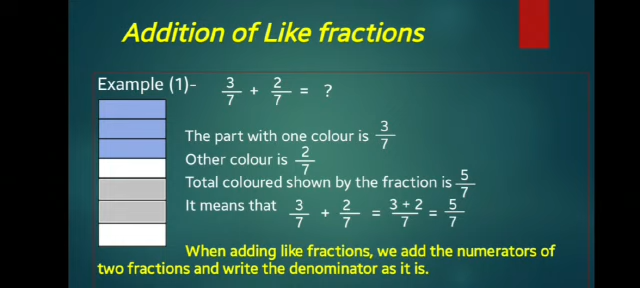 Addition of Like fractions
Example (1)- 3/7 + 2/7 = ?
The part with one colour is 3/7
Other colour is 2/7
Total coloured shown by the fraction is 5/7
It means that 3/7 + 2/7 = 3 + 2/7 = 5/7
When adding like fractions, we add the numerators of
two fractions and write the denominator as it is.